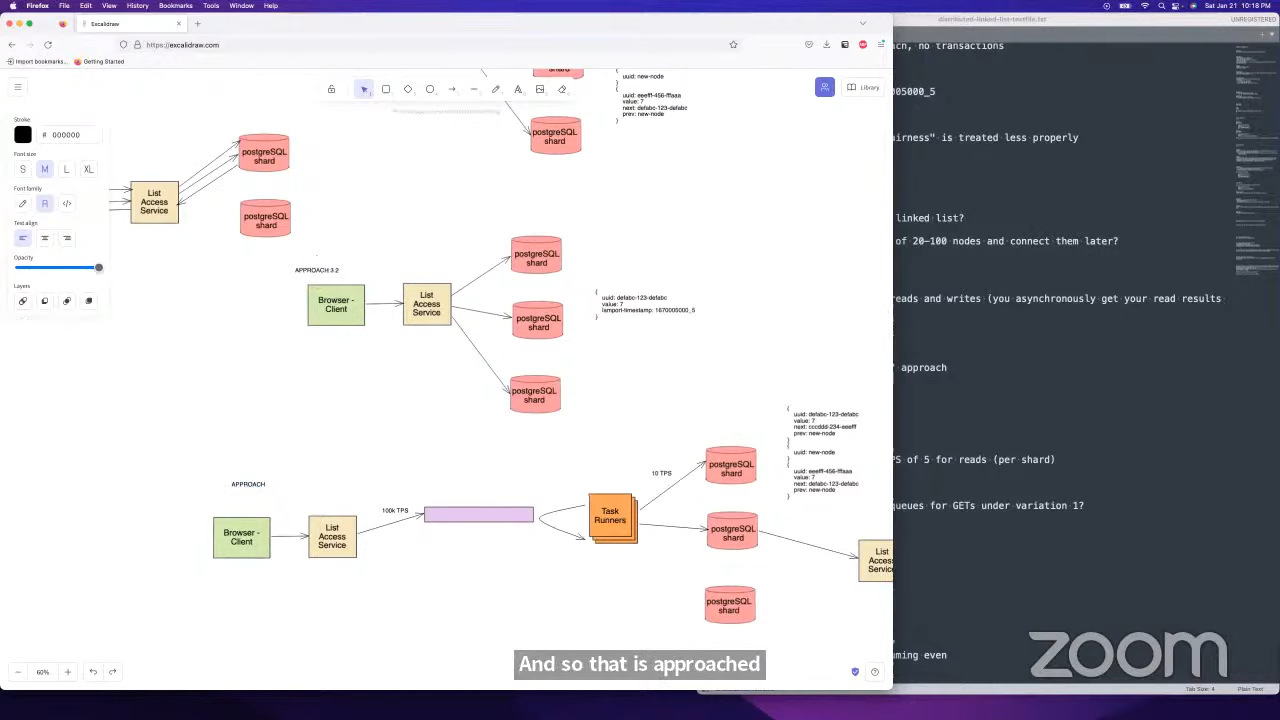 Firefox File Edit View History Bookmarks Tools Window Help
Sat Jan 21 10:18 PM
Excalidraw
https://excalidraw.com
Import bookmarks...
Getting Started
Library
Stroke
# 000000
Font size
S M L XL
Font family
Text align
Opacity
Layers
60%
uuid: new-node
}
{
uuid: eeefff-456-fffaaa
value: 7
next: defabc-123-defabc
prev: new-node
}
postgreSQL
shard
List
Access
Service
postgreSQL
shard
postgreSQL
shard
APPROACH 3.2
Browser -
Client
List
Access
Service
postgreSQL
shard
postgreSQL
shard
postgreSQL
shard
{
uuid: defabc-123-defabc
value: 7
lamport-timestamp: 1670005000_5
}
APPROACH
Browser -
Client
List
Access
Service
100k TPS
Task
Runners
10 TPS
postgreSQL
shard
postgreSQL
shard
postgreSQL
shard
{
uuid: defabc-123-defabc
value: 7
next: cccddd-234-eeefff
prev: new-node
}
{
uuid: new-node
}
{
uuid: eeefff-456-fffaaa
value: 7
next: defabc-123-defabc
prev: new-node
}
List
Access
Service
distributed-linked-list-textfile.txt
UNREGISTERED
ch, no transactions
005000_5
irness" is treated less properly
linked list?
of 20-100 nodes and connect them later?
reads and writes (you asynchronously get your read results
approach
PS of 5 for reads (per shard)
queues for GETs under variation 1?
ming even
Tab Size: 4
Plain Text
zoom
And so that is approached